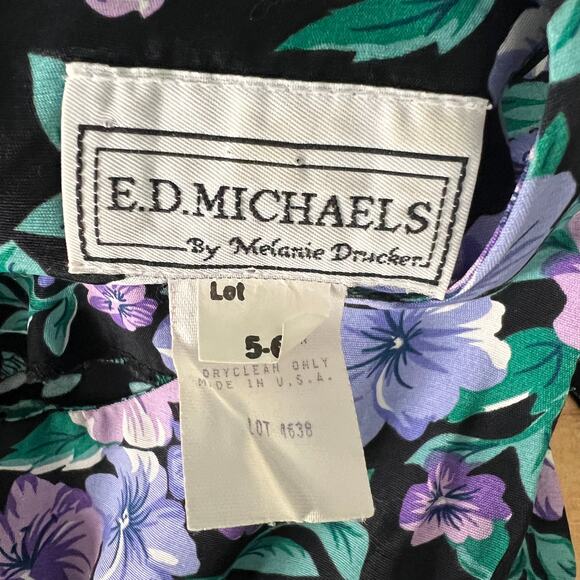 E.D.MICHAELS
By Melanie Drucker
Lot
5-6
DRYCLEAN ONLY
MADE IN U.S.A.
LOT 4638